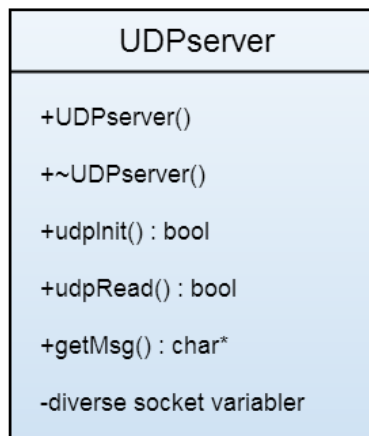 UDPserver
+UDPserver()
+~UDPserver()
+udpInit() : bool
+udpRead() : bool
+getMsg() : char*
-diverse socket variabler